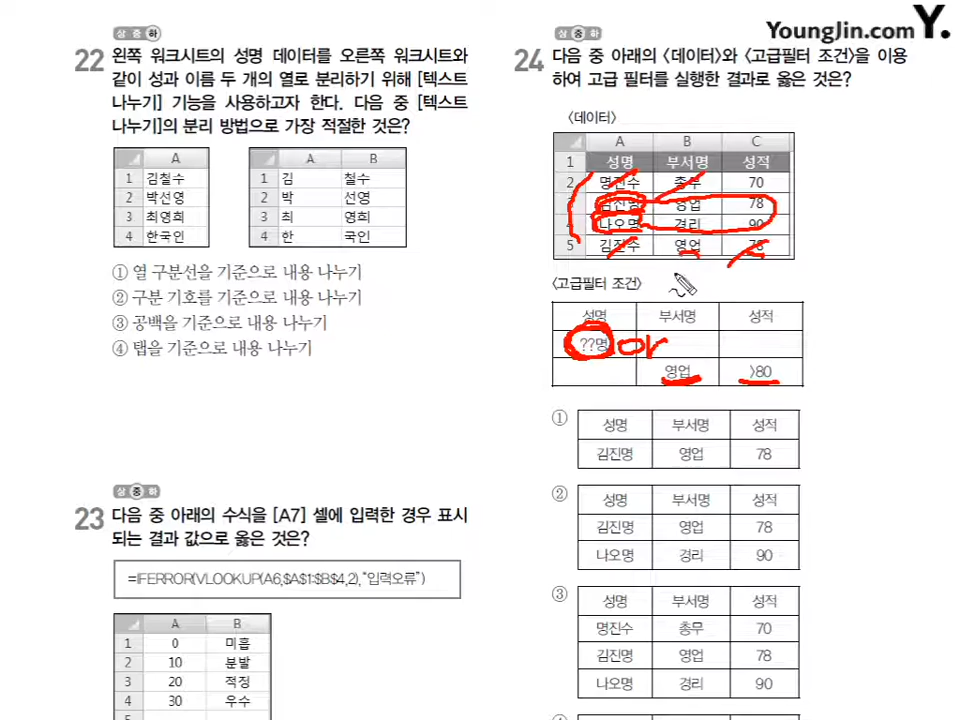 YoungJin.com Y.
상 중 하
22 왼쪽 워크시트의 성명 데이터를 오른쪽 워크시트와
같이 성과 이름 두 개의 열로 분리하기 위해 [텍스트
나누기] 기능을 사용하고자 한다. 다음 중 [텍스트
나누기]의 분리 방법으로 가장 적절한 것은?
A
1 김철수
2 박선영
3 최영희
4 한국인
A B
1 김 철수
2 박 선영
3 최 영희
4 한 국인
① 열 구분선을 기준으로 내용 나누기
② 구분 기호를 기준으로 내용 나누기
③ 공백을 기준으로 내용 나누기
④ 탭을 기준으로 내용 나누기
상 중 하
23 다음 중 아래의 수식을 [A7] 셀에 입력한 경우 표시
되는 결과 값으로 옳은 것은?
=IFERROR(VLOOKUP(A6,$A$1:$B$4,2),"입력오류")
A B
1 0 미흡
2 10 분발
3 20 적정
4 30 우수
5
상 중 하
24 다음 중 아래의 〈데이터〉와 〈고급필터 조건〉을 이용
하여 고급 필터를 실행한 결과로 옳은 것은?
〈데이터〉
A B C
1 성명 부서명 성적
2 명진수 총무 70
3 김진명 영업 78
4 나오명 경리 90
5 김진수 영업 78
〈고급필터 조건〉
성명 부서명 성적
??명 or
영업 >80
①
성명 부서명 성적
김진명 영업 78
②
성명 부서명 성적
김진명 영업 78
나오명 경리 90
③
성명 부서명 성적
명진수 총무 70
김진명 영업 78
나오명 경리 90